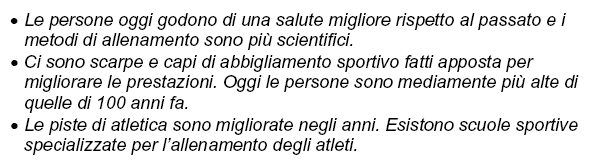 • Le persone oggi godono di una salute migliore rispetto al passato e i
metodi di allenamento sono più scientifici.
• Ci sono scarpe e capi di abbigliamento sportivo fatti apposta per
migliorare le prestazioni. Oggi le persone sono mediamente più alte di
quelle di 100 anni fa.
• Le piste di atletica sono migliorate negli anni. Esistono scuole sportive
specializzate per l'allenamento degli atleti.